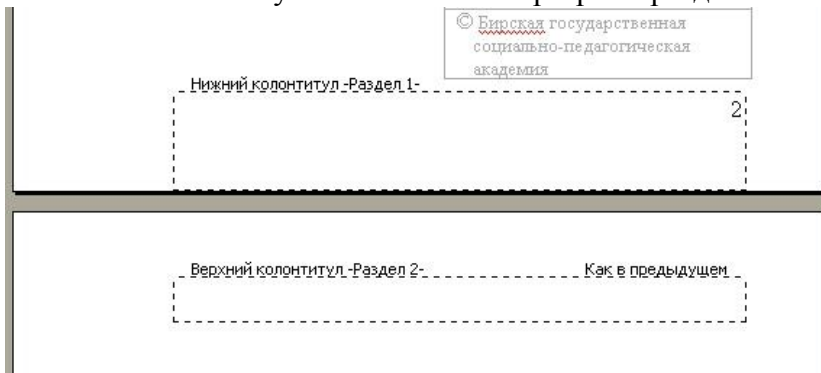 © Бирская государственная
социально-педагогическая
академия
Нижний колонтитул -Раздел 1-
2
Верхний колонтитул -Раздел 2- Как в предыдущем